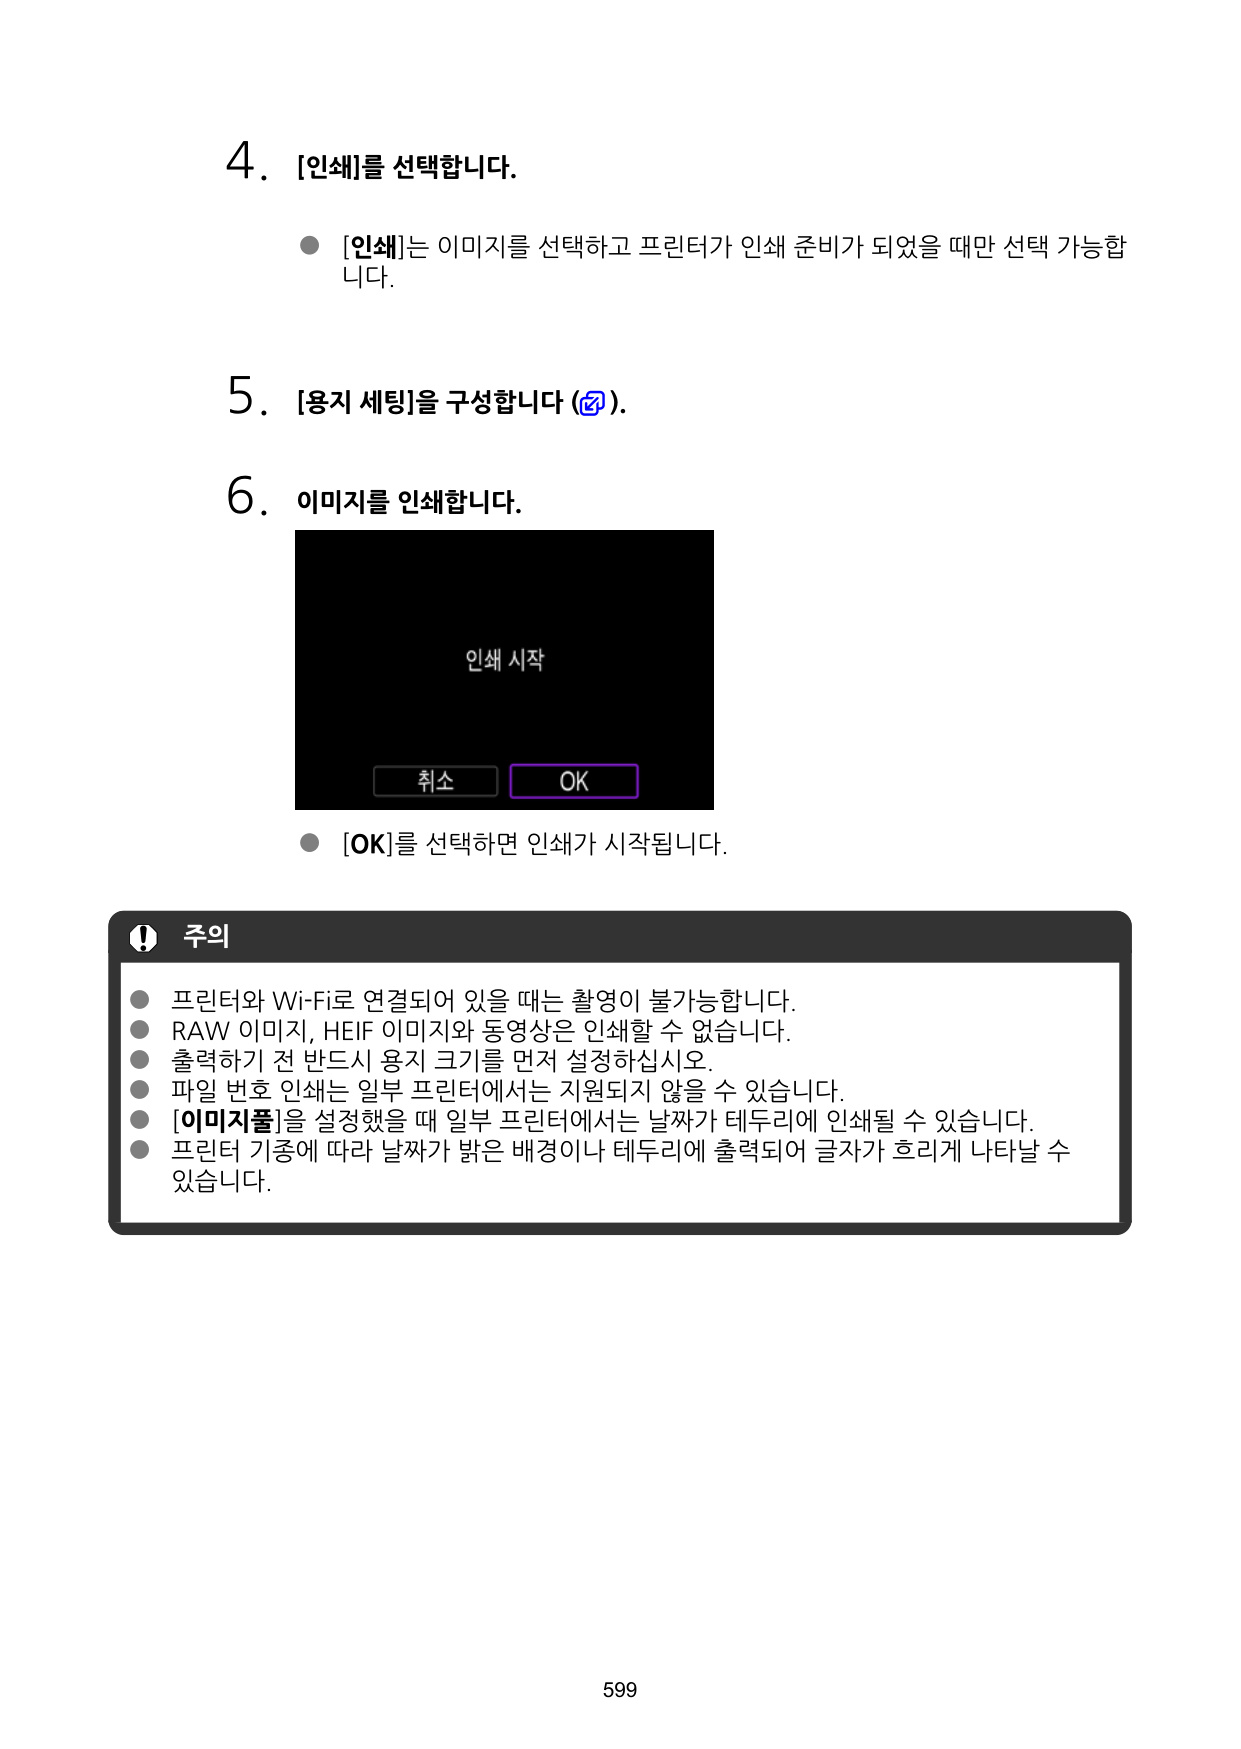 4. [인쇄]를 선택합니다.
● [인쇄]는 이미지를 선택하고 프린터가 인쇄 준비가 되었을 때만 선택 가능합
니다.
5. [용지 세팅]을 구성합니다 ( ).
6. 이미지를 인쇄합니다.
인쇄 시작
취소 OK
● [OK]를 선택하면 인쇄가 시작됩니다.
주의
● 프린터와 Wi-Fi로 연결되어 있을 때는 촬영이 불가능합니다.
● RAW 이미지, HEIF 이미지와 동영상은 인쇄할 수 없습니다.
● 출력하기 전 반드시 용지 크기를 먼저 설정하십시오.
● 파일 번호 인쇄는 일부 프린터에서는 지원되지 않을 수 있습니다.
● [이미지풀]을 설정했을 때 일부 프린터에서는 날짜가 테두리에 인쇄될 수 있습니다.
● 프린터 기종에 따라 날짜가 밝은 배경이나 테두리에 출력되어 글자가 흐리게 나타날 수
있습니다.
599